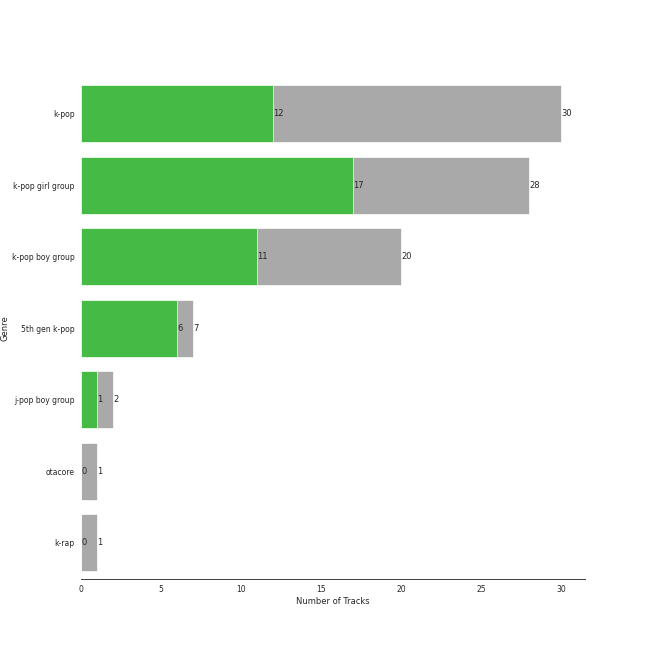 k-pop 12 30
k-pop girl group 17 28
k-pop boy group 11 20
5th gen k-pop 6 7
j-pop boy group 1 2
otacore 0 1
k-rap 0 1
Genre
0 5 10 15 20 25 30
Number of Tracks